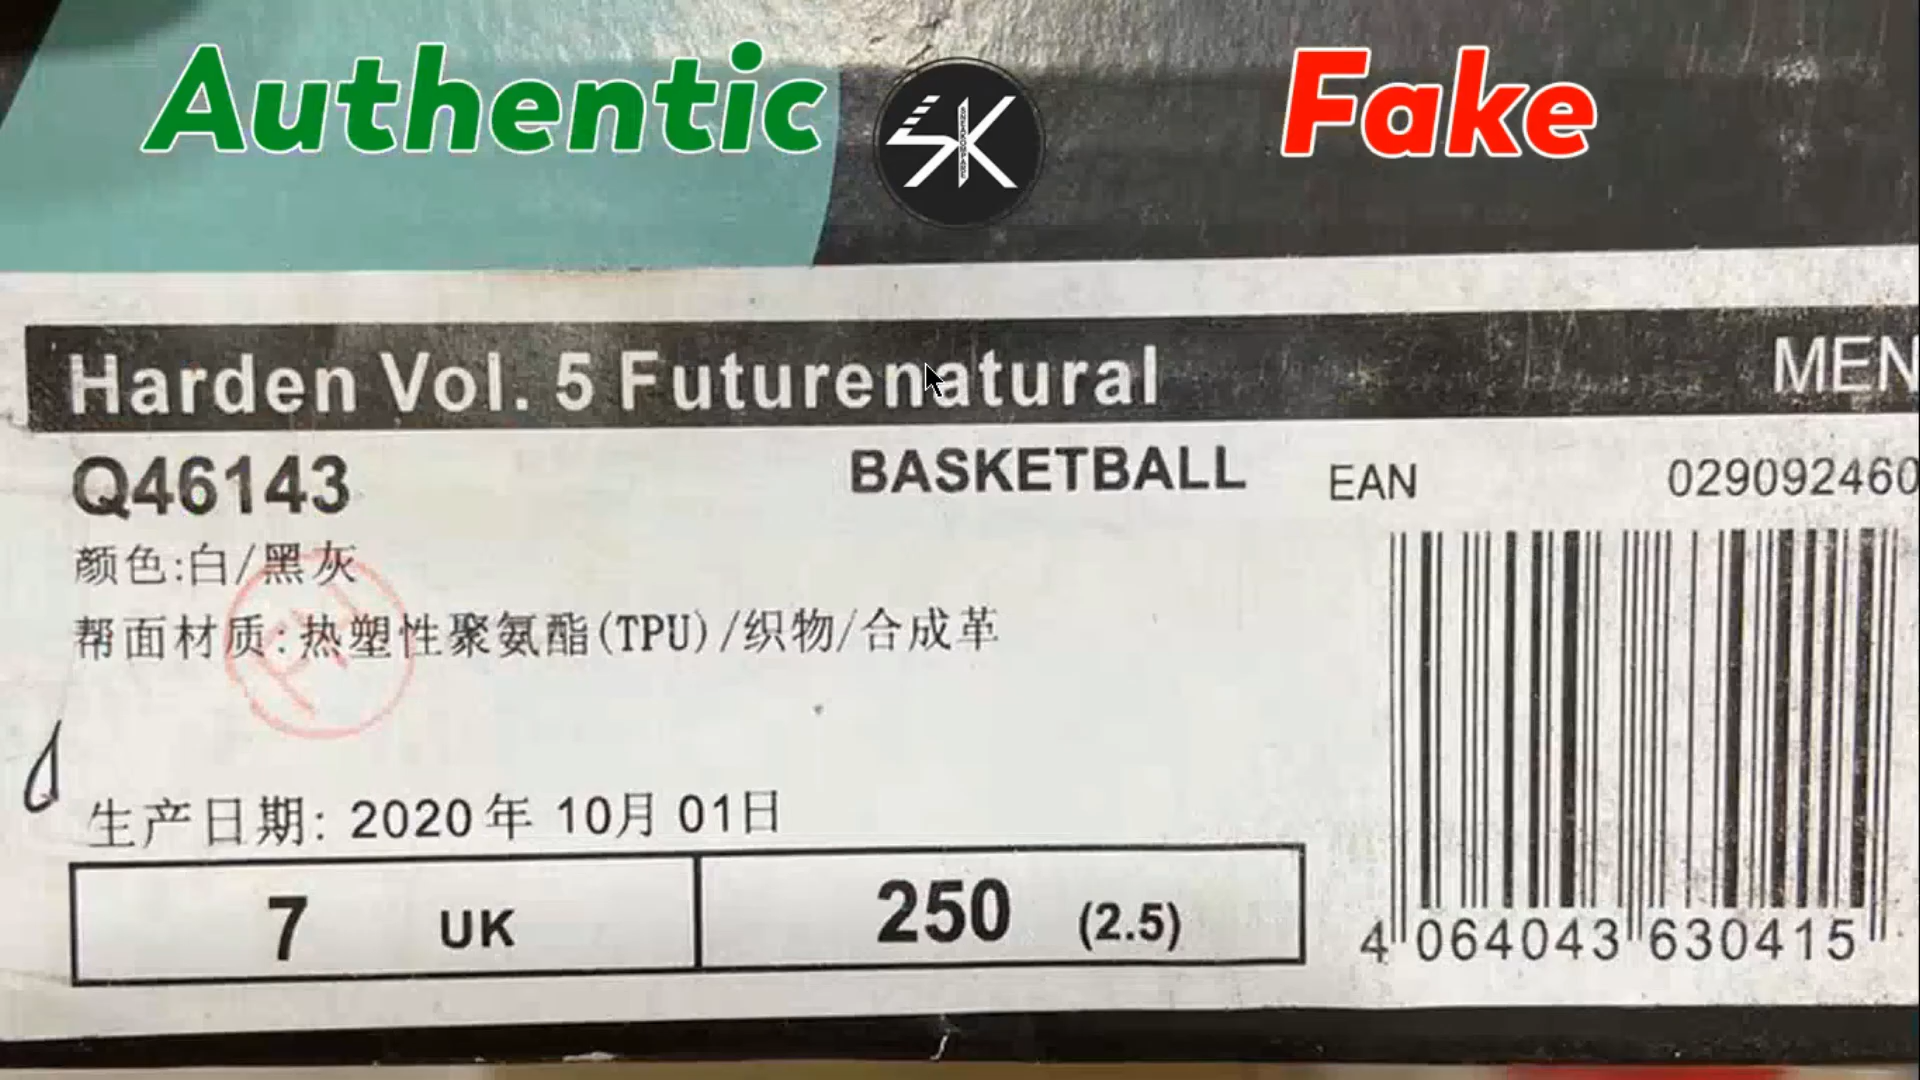 Authentic
SK
Fake
Harden Vol. 5 Futurenatural
MEN
Q46143
BASKETBALL
EAN
029092460
颜色:白/黑灰
帮面材质:热塑性聚氨酯(TPU)/织物/合成革
生产日期: 2020年 10月 01日
7 UK
250 (2.5)
4 064043 630415